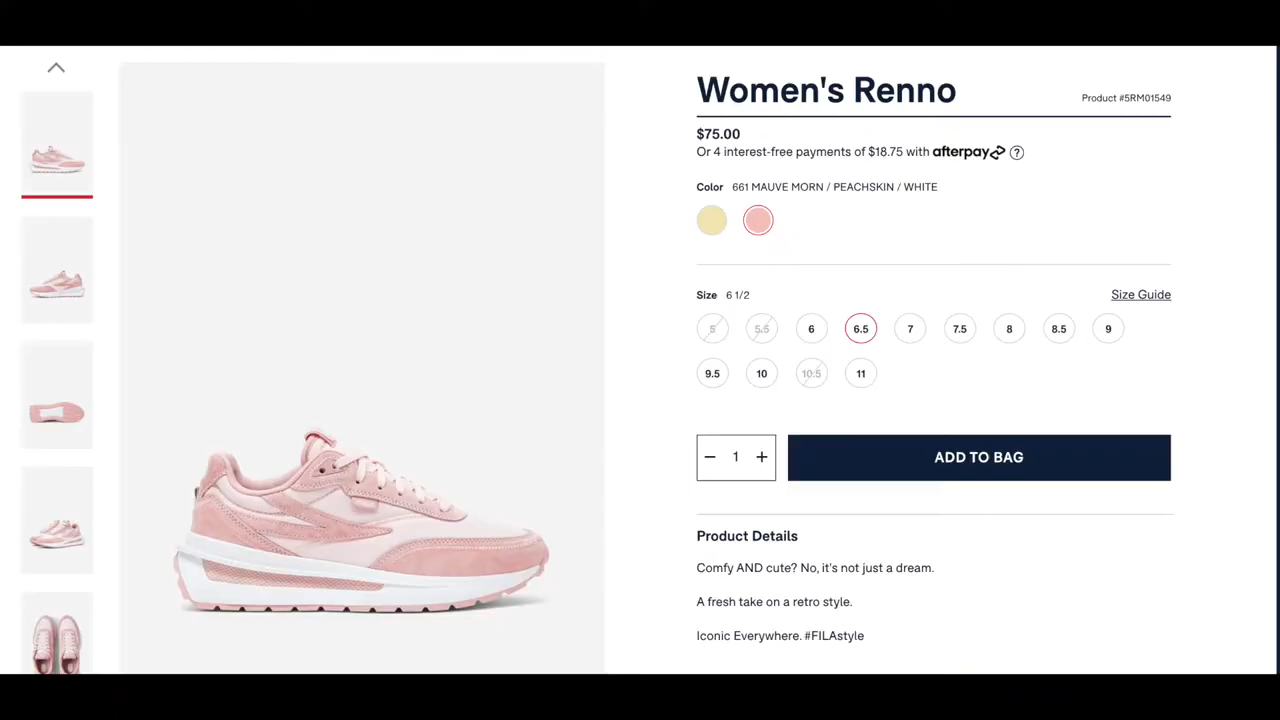 Women's Renno
Product #5RM01549
$75.00
Or 4 interest-free payments of $18.75 with afterpay ?
Color 661 MAUVE MORN / PEACHSKIN / WHITE
Size 6 1/2
Size Guide
5 5.5 6 6.5 7 7.5 8 8.5 9
9.5 10 10.5 11
− 1 + ADD TO BAG
Product Details
Comfy AND cute? No, it's not just a dream.
A fresh take on a retro style.
Iconic Everywhere. #FILAstyle